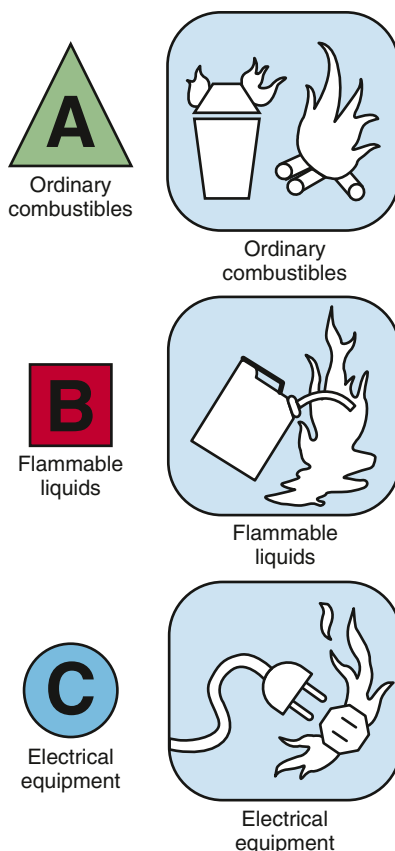 A
Ordinary
combustibles
Ordinary
combustibles
B
Flammable
liquids
Flammable
liquids
C
Electrical
equipment
Electrical
equipment